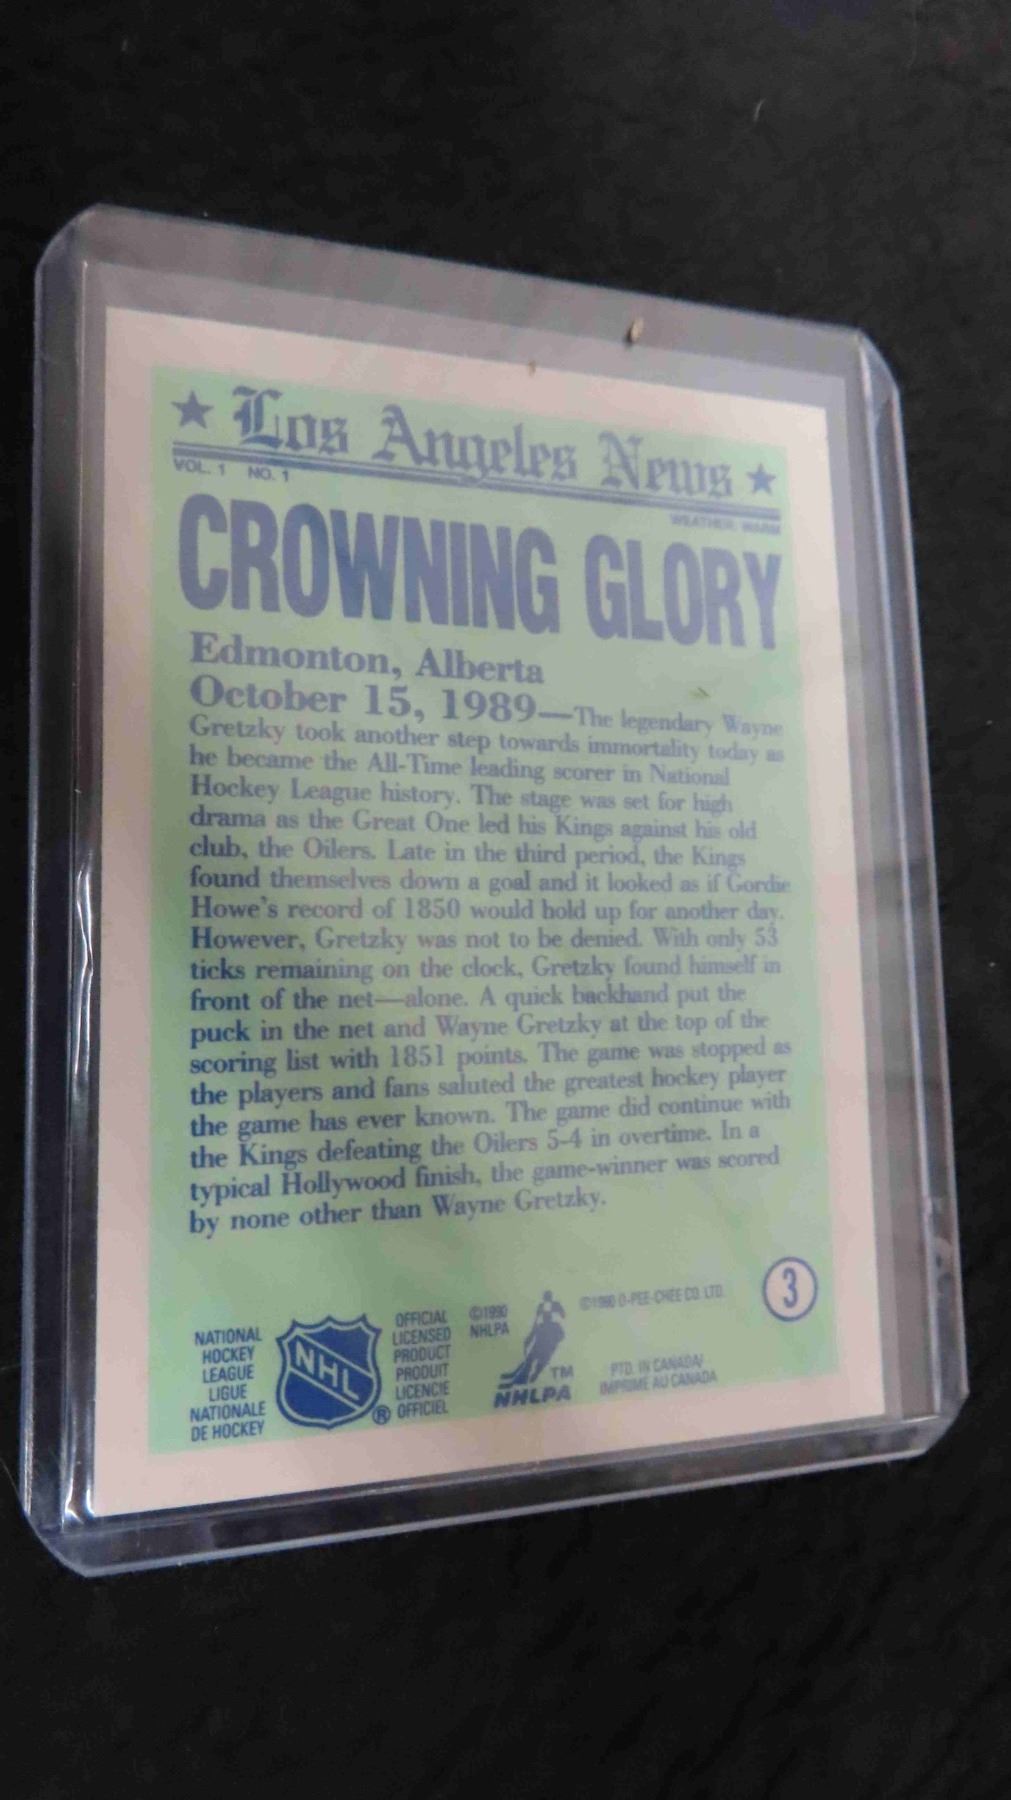 ★ Los Angeles News ★
VOL. 1 NO. 1
WEATHER: WARM
CROWNING GLORY
Edmonton, Alberta
October 15, 1989—The legendary Wayne
Gretzky took another step towards immortality today as
he became the All-Time leading scorer in National
Hockey League history. The stage was set for high
drama as the Great One led his Kings against his old
club, the Oilers. Late in the third period, the Kings
found themselves down a goal and it looked as if Gordie
Howe's record of 1850 would hold up for another day.
However, Gretzky was not to be denied. With only 53
ticks remaining on the clock, Gretzky found himself in
front of the net—alone. A quick backhand put the
puck in the net and Wayne Gretzky at the top of the
scoring list with 1851 points. The game was stopped as
the players and fans saluted the greatest hockey player
the game has ever known. The game did continue with
the Kings defeating the Oilers 5-4 in overtime. In a
typical Hollywood finish, the game-winner was scored
by none other than Wayne Gretzky.
3
NATIONAL
HOCKEY
LEAGUE
LIGUE
NATIONALE
DE HOCKEY
NHL
®
OFFICIAL
LICENSED
PRODUCT
PRODUIT
LICENCIE
OFFICIEL
©1990
NHLPA
TM
NHLPA
©1990 O-PEE-CHEE CO. LTD.
PTD. IN CANADA/
IMPRIME AU CANADA